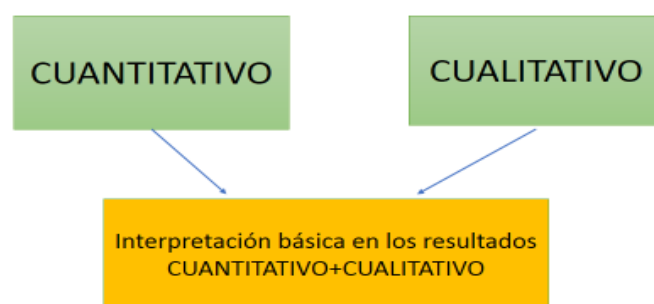 CUANTITATIVO
CUALITATIVO
Interpretación básica en los resultados
CUANTITATIVO+CUALITATIVO